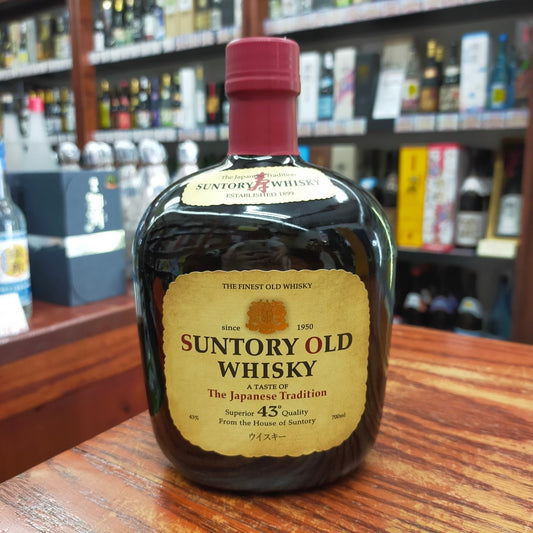 The Japanese Tradition
SUNTORY 寿 WHISKY
ESTABLISHED 1899
THE FINEST OLD WHISKY
since 1950
SUNTORY OLD
WHISKY
A TASTE OF
The Japanese Tradition
Superior 43° Quality
43% From the House of Suntory 700ml
ウイスキー